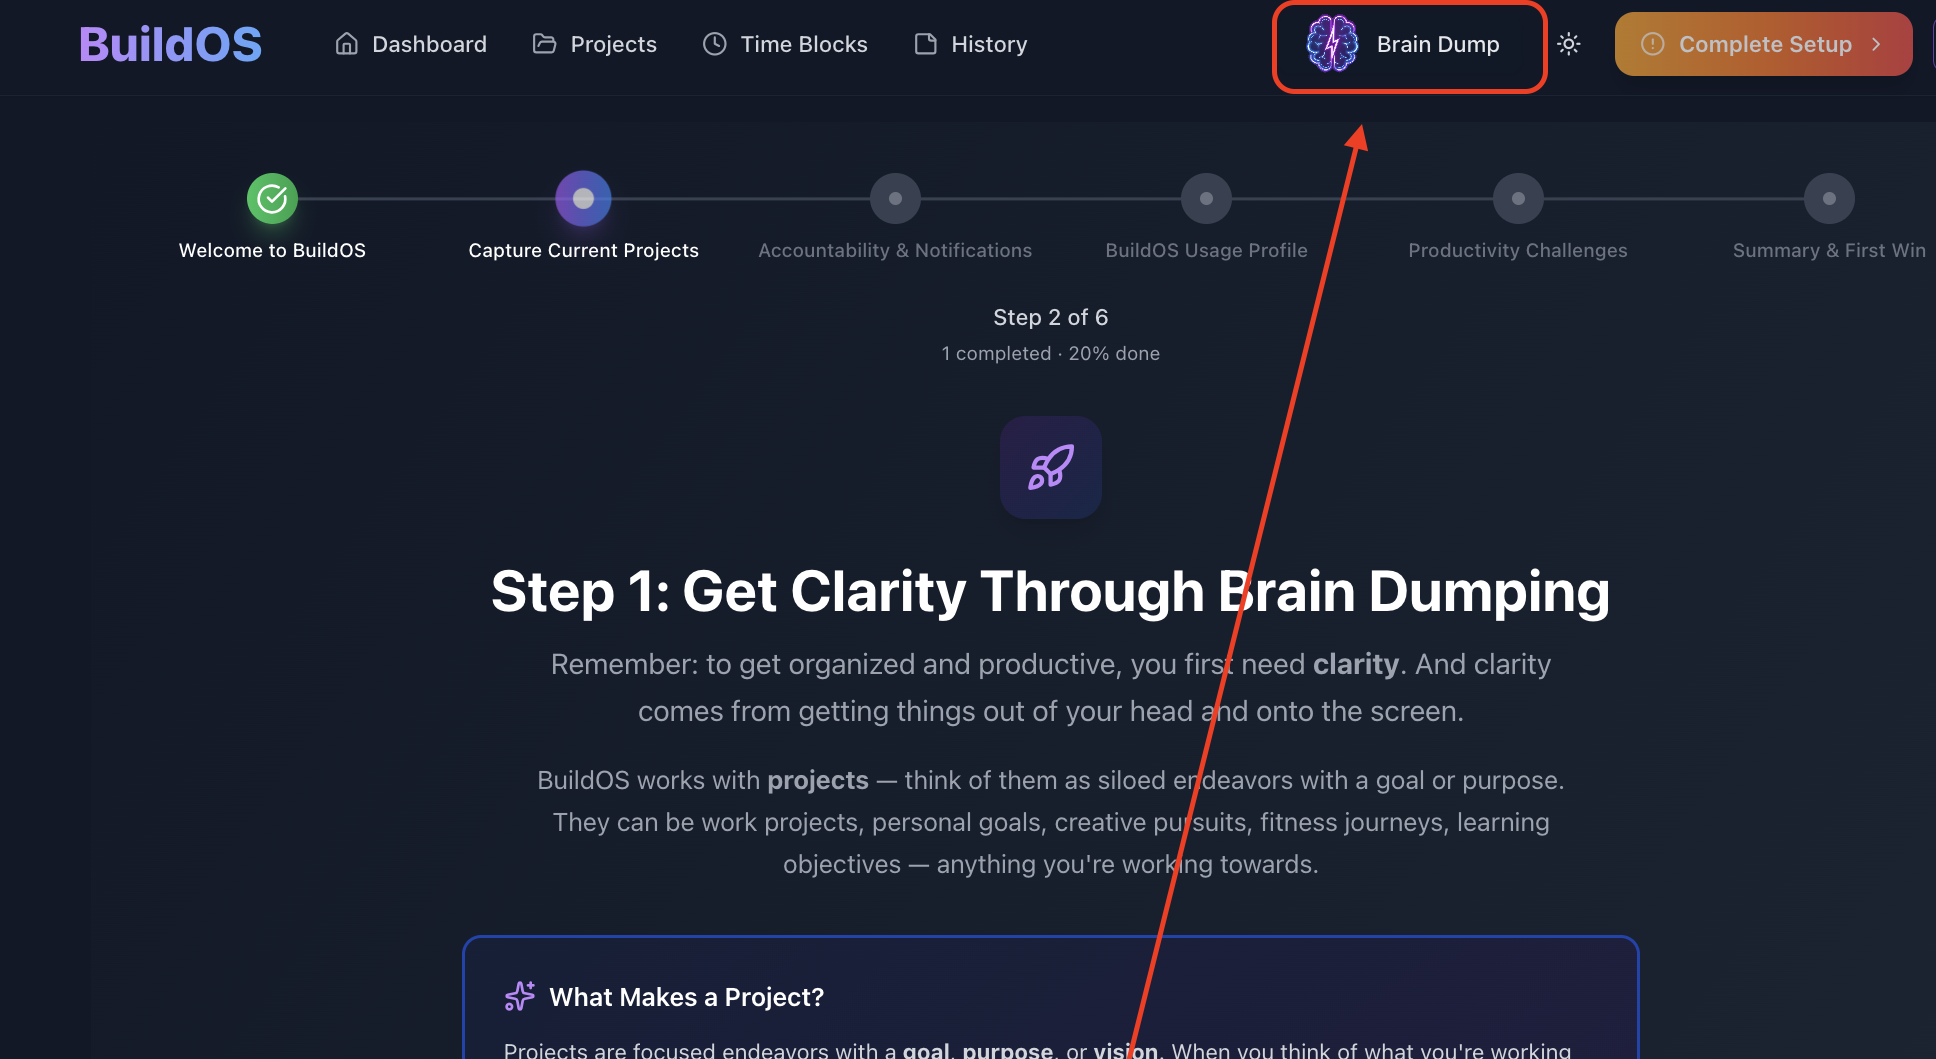 BuildOS
Dashboard
Projects
Time Blocks
History
Brain Dump
Complete Setup
Welcome to BuildOS
Capture Current Projects
Accountability & Notifications
BuildOS Usage Profile
Productivity Challenges
Summary & First Win
Step 2 of 6
1 completed · 20% done
Step 1: Get Clarity Through Brain Dumping
Remember: to get organized and productive, you first need clarity. And clarity
comes from getting things out of your head and onto the screen.
BuildOS works with projects — think of them as siloed endeavors with a goal or purpose.
They can be work projects, personal goals, creative pursuits, fitness journeys, learning
objectives — anything you're working towards.
What Makes a Project?
Projects are focused endeavors with a goal, purpose, or vision. When you think of what you're working